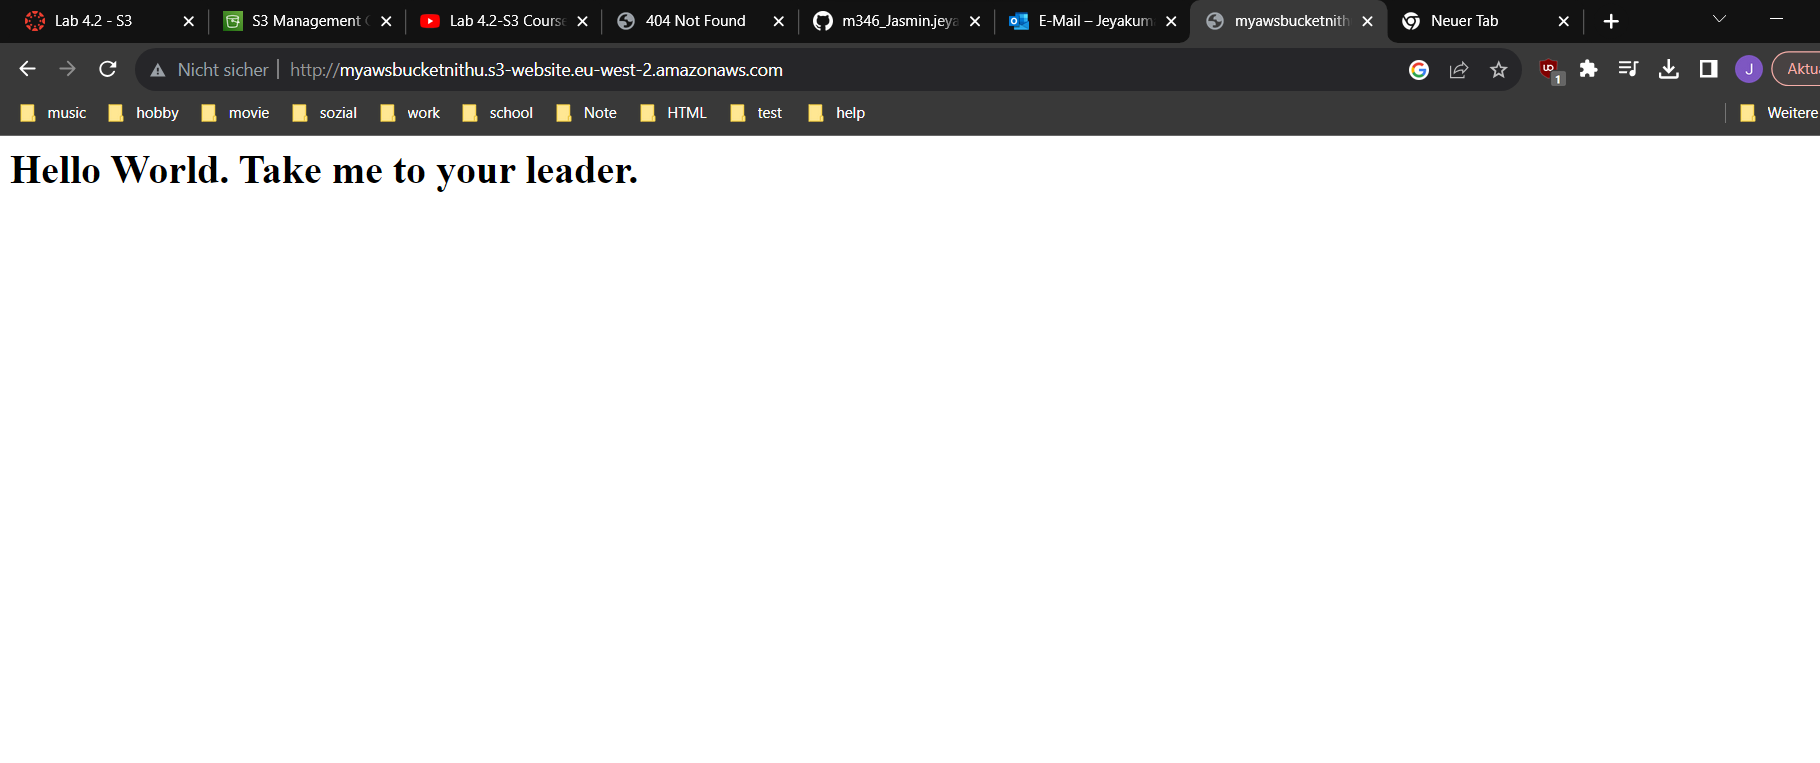 Lab 4.2 - S3
S3 Management
Lab 4.2-S3 Course
404 Not Found
m346_Jasmin.jeya
E-Mail – Jeyakum
myawsbucketnith
Neuer Tab
Nicht sicher
http://myawsbucketnithu.s3-website.eu-west-2.amazonaws.com
1
J
Aktu
music
hobby
movie
sozial
work
school
Note
HTML
test
help
Weitere
Hello World. Take me to your leader.